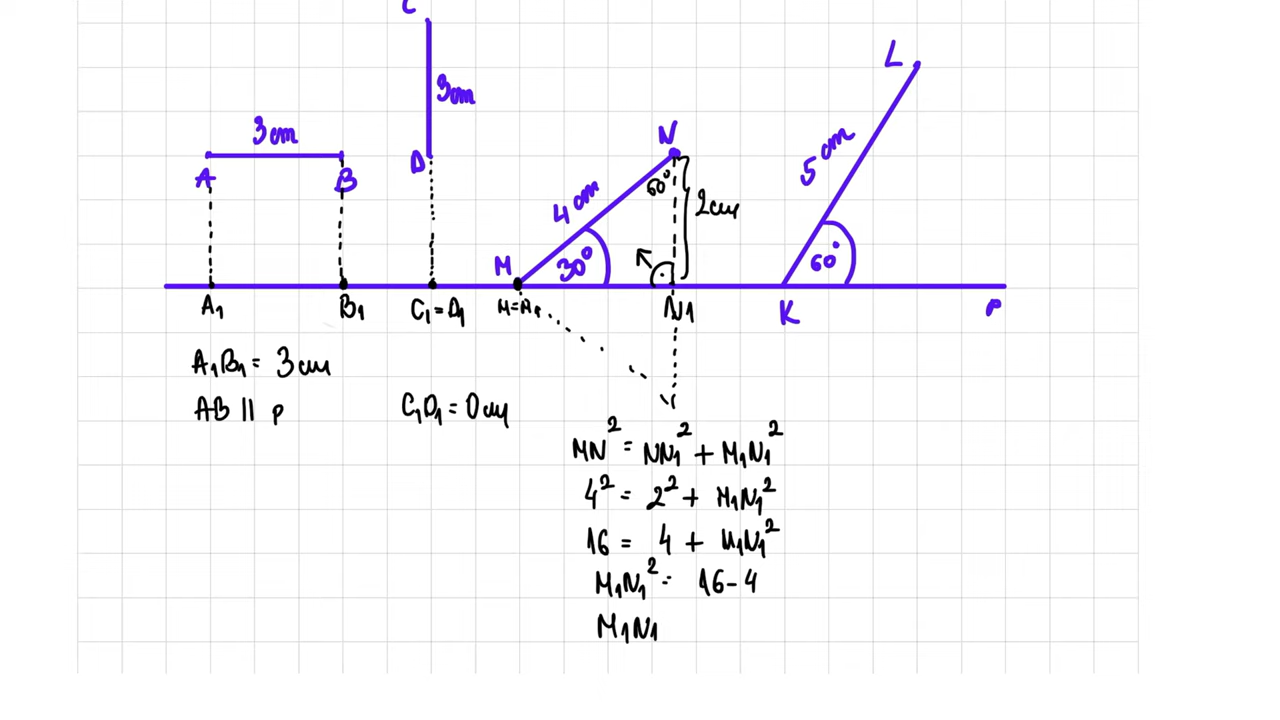 C
3cm
3cm
A
B
D
4cm
30°
M
N
60°
2cm
L
5cm
60°
A₁
B₁
C₁=D₁
M=M₁
N₁
K
p
A₁B₁ = 3cm
AB || p
C₁D₁ = 0cm
MN² = NN₁² + M₁N₁²
4² = 2² + M₁N₁²
16 = 4 + M₁N₁²
M₁N₁² = 16-4
M₁N₁